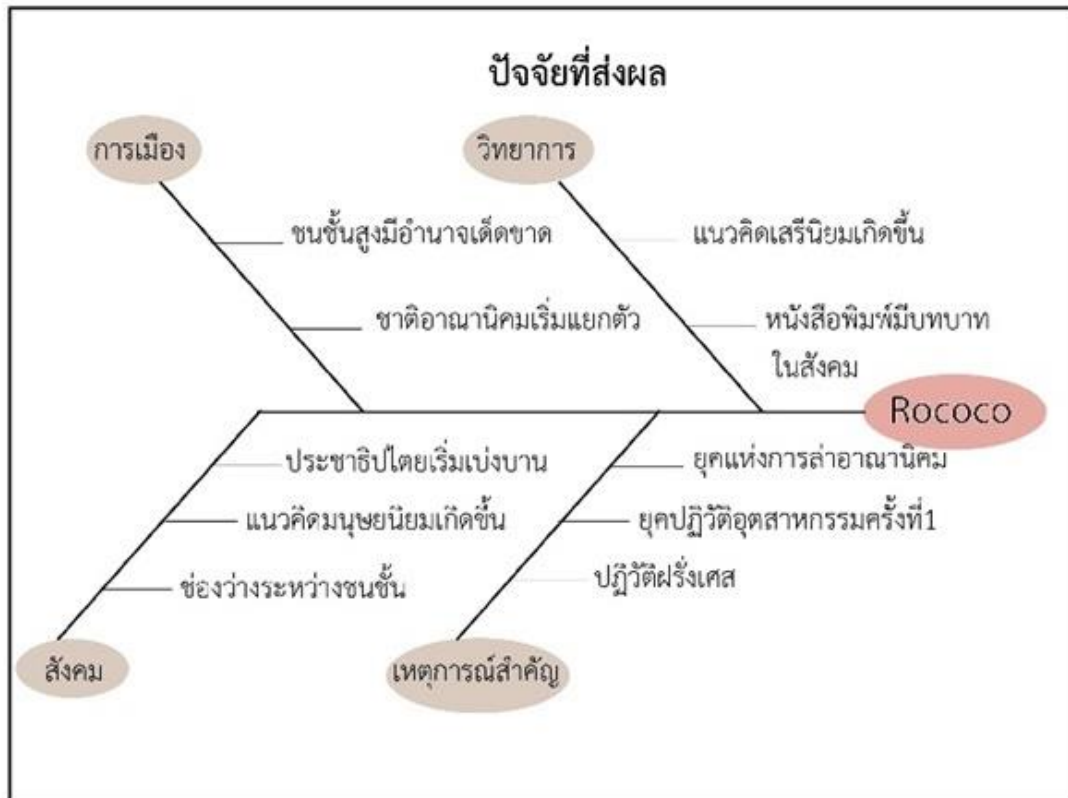 ปัจจัยที่ส่งผล
การเมือง
วิทยาการ
ชนชั้นสูงมีอำนาจเด็ดขาด
แนวคิดเสรีนิยมเกิดขึ้น
ชาติอาณานิคมเริ่มแยกตัว
หนังสือพิมพ์มีบทบาท
ในสังคม
Rococo
ประชาธิปไตยเริ่มเบ่งบาน
ยุคแห่งการล่าอาณานิคม
แนวคิดมนุษยนิยมเกิดขึ้น
ยุคปฏิวัติอุตสาหกรรมครั้งที่1
ช่องว่างระหว่างชนชั้น
ปฏิวัติฝรั่งเศส
สังคม
เหตุการณ์สำคัญ